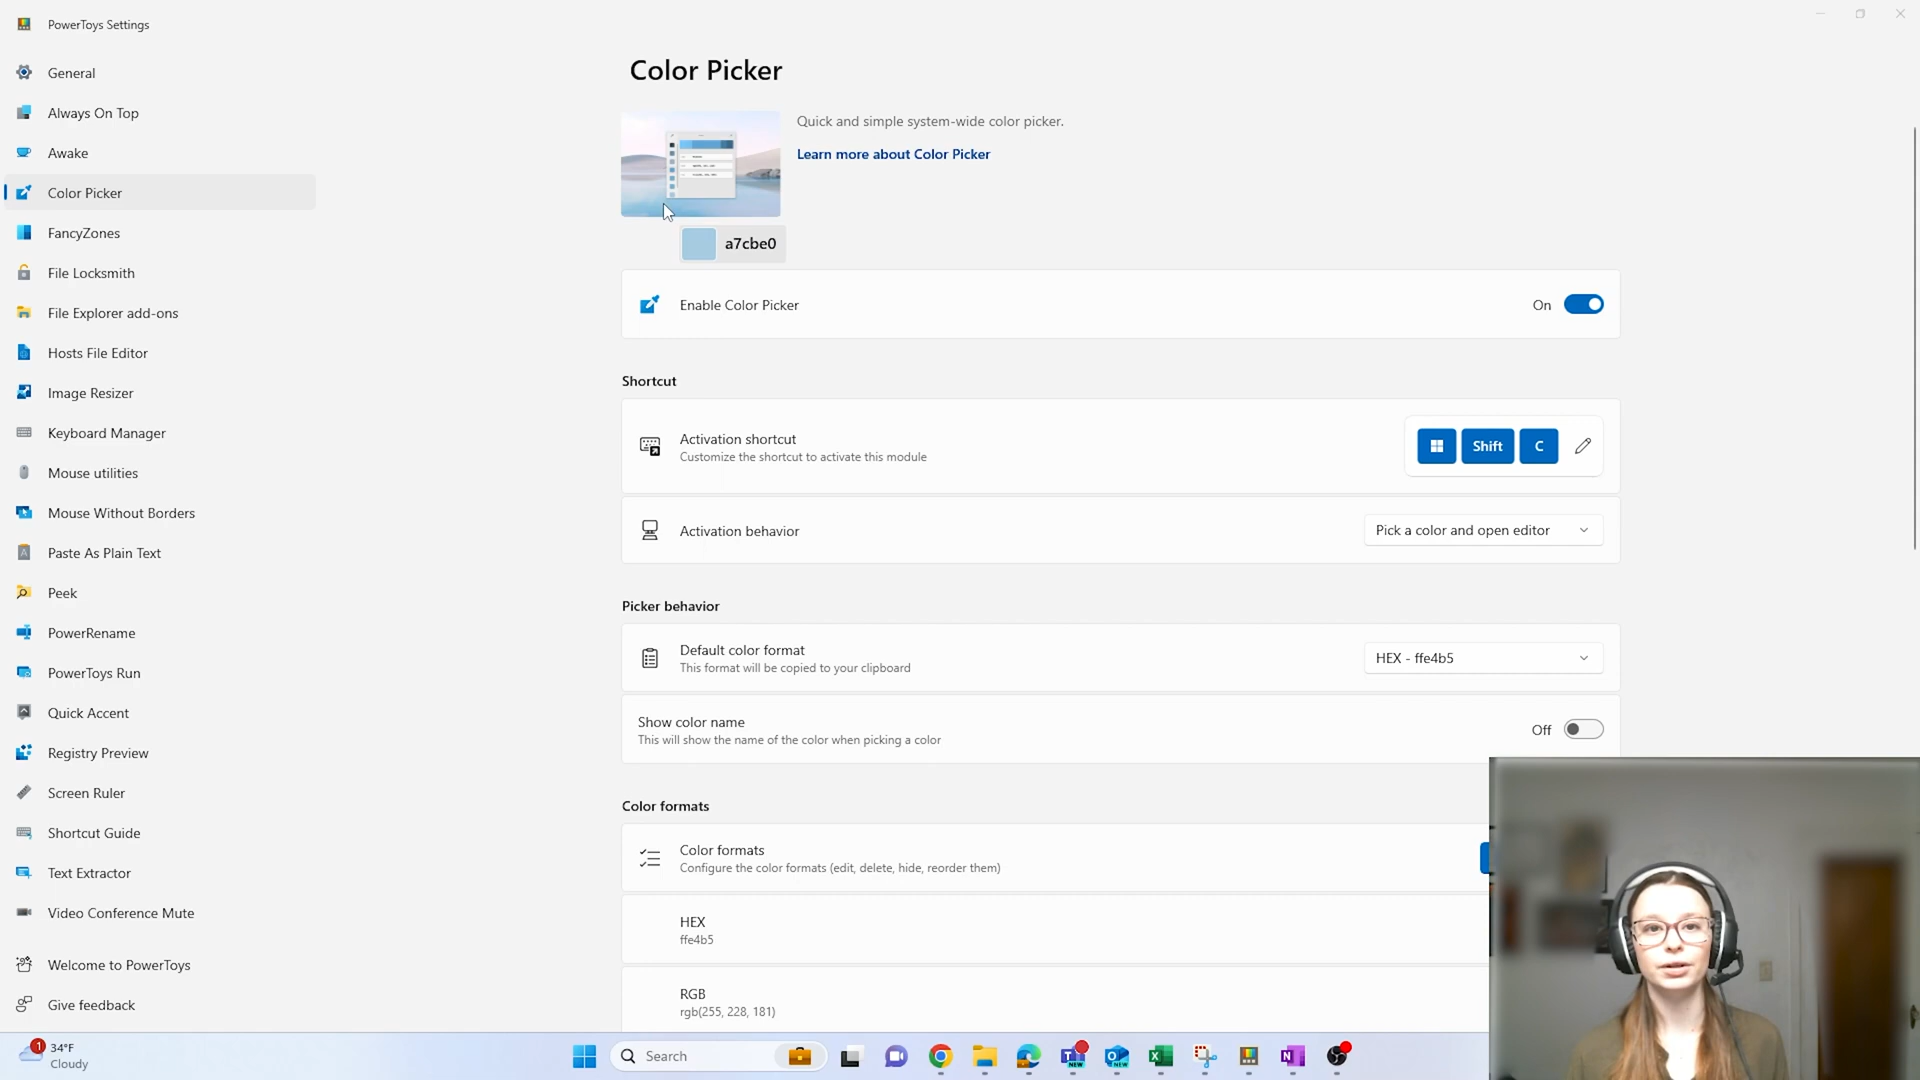 PowerToys Settings
General
Always On Top
Awake
Color Picker
FancyZones
File Locksmith
File Explorer add-ons
Hosts File Editor
Image Resizer
Keyboard Manager
Mouse utilities
Mouse Without Borders
Paste As Plain Text
Peek
PowerRename
PowerToys Run
Quick Accent
Registry Preview
Screen Ruler
Shortcut Guide
Text Extractor
Video Conference Mute
Welcome to PowerToys
Give feedback
Color Picker
Quick and simple system-wide color picker.
Learn more about Color Picker
a7cbe0
Enable Color Picker
On
Shortcut
Activation shortcut
Customize the shortcut to activate this module
Shift
C
Activation behavior
Pick a color and open editor
Picker behavior
Default color format
This format will be copied to your clipboard
HEX - ffe4b5
Show color name
This will show the name of the color when picking a color
Off
Color formats
Color formats
Configure the color formats (edit, delete, hide, reorder them)
HEX
ffe4b5
RGB
rgb(255, 228, 181)
1
34°F
Cloudy
Search
NEW
NEW